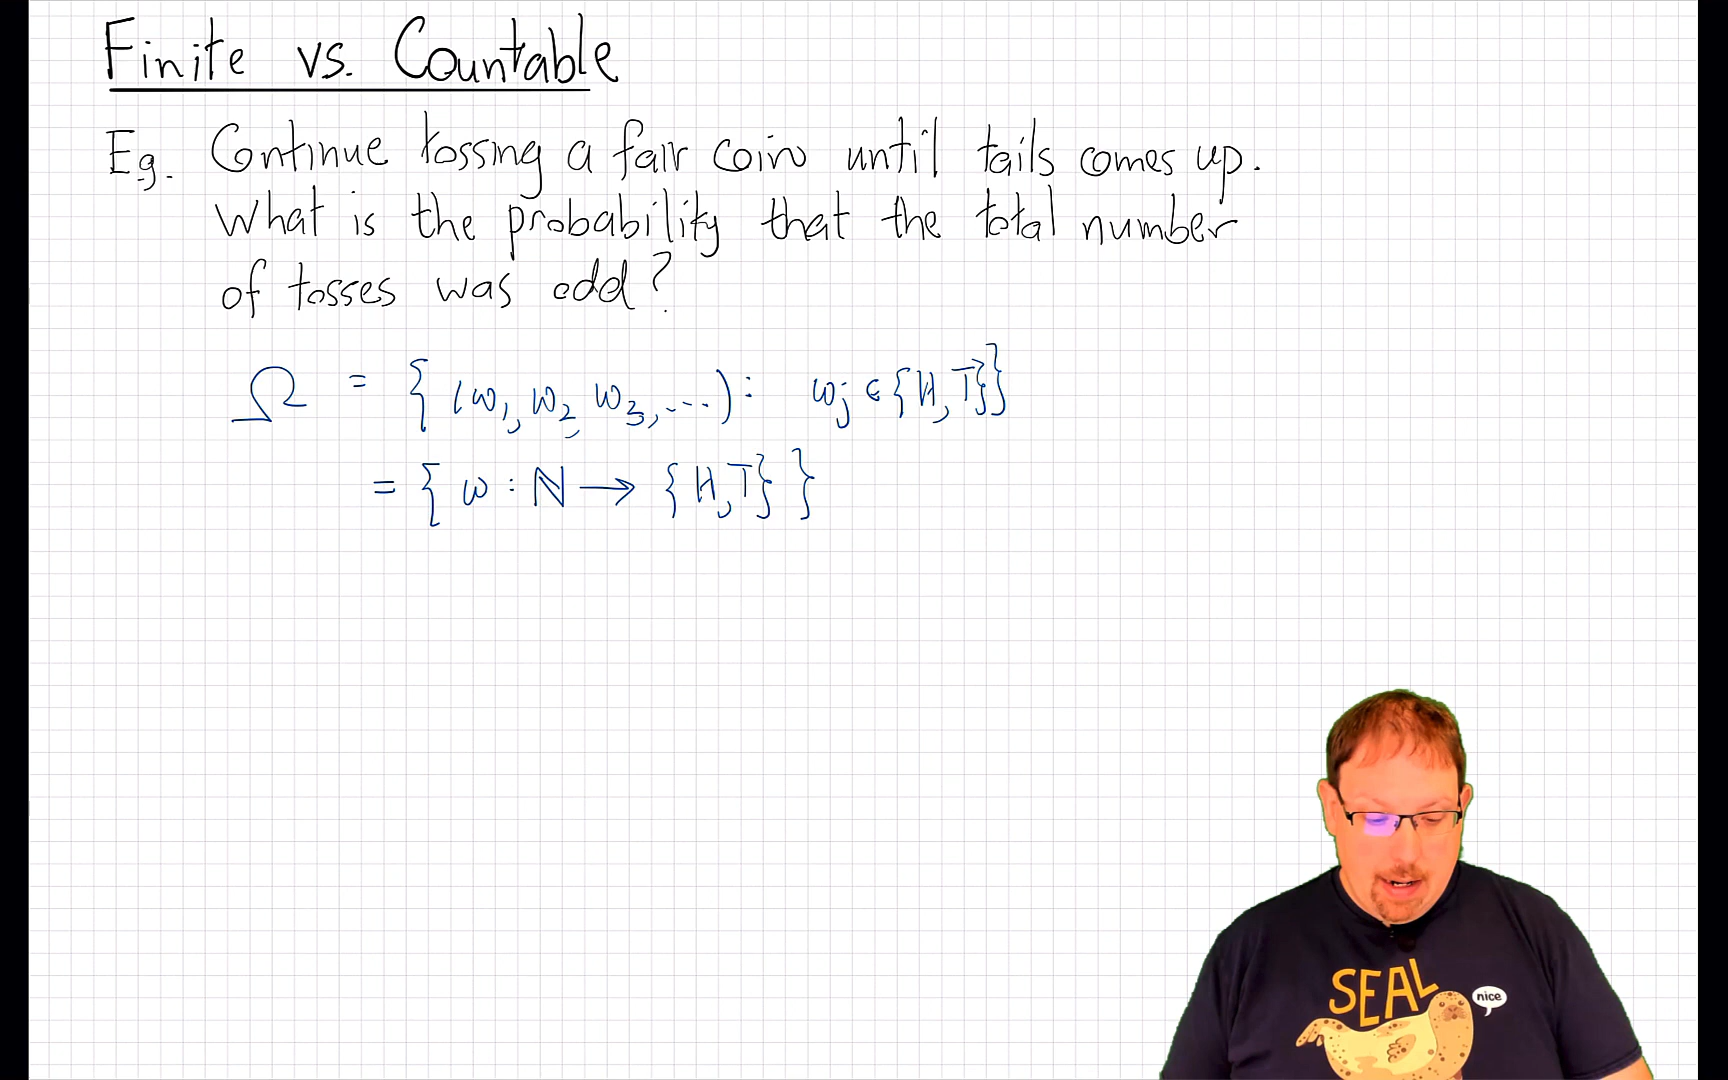 Finite vs. Countable
Eg. Continue tossing a fair coin until tails comes up.
What is the probability that the total number
of tosses was odd?
Ω = { (ω₁, ω₂, ω₃, ....): ωⱼ ∈ {H,T}}
= { ω : ℕ → {H,T} }
SEAL
nice